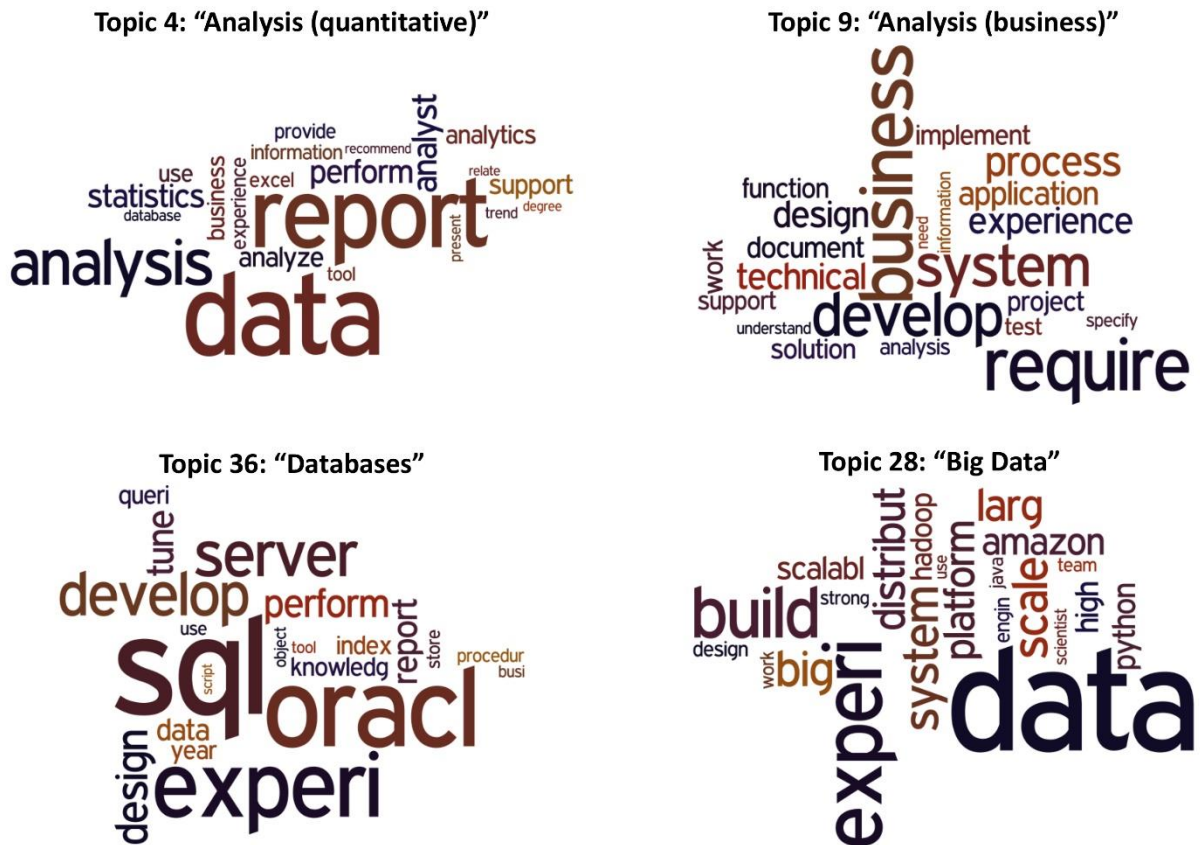 Topic 4: “Analysis (quantitative)”
provide
recommend
analyst
analytics
information
use
business
experience
excel
perform
relate
support
statistics
database
report
present
trend
degree
analysis
analyze
tool
data
Topic 9: “Analysis (business)”
business
implement
process
function
application
design
need
information
experience
document
work
technical
system
support
develop
project
understand
test
specify
solution
analysis
require
Topic 36: “Databases”
queri
tune
server
develop
perform
use
sql
object
tool
index
report
store
knowledg
procedur
busi
script
oracl
data
year
design
experi
Topic 28: “Big Data”
distribut
hadoop
larg
platform
amazon
use
java
scalabl
scale
team
build
strong
system
engin
high
python
design
scientist
work
big
experi
data